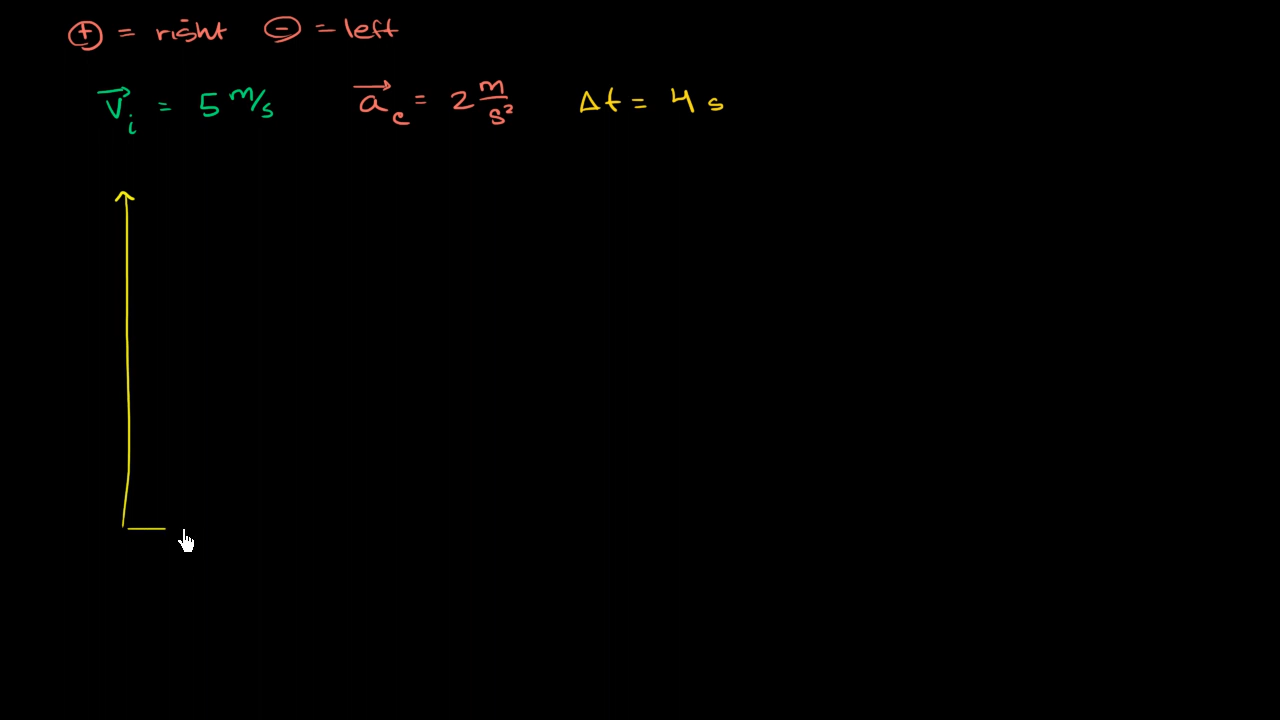 ⊕ = right ⊖ = left
v⃗ᵢ = 5 m/s a⃗c = 2 m/s² Δt = 4 s